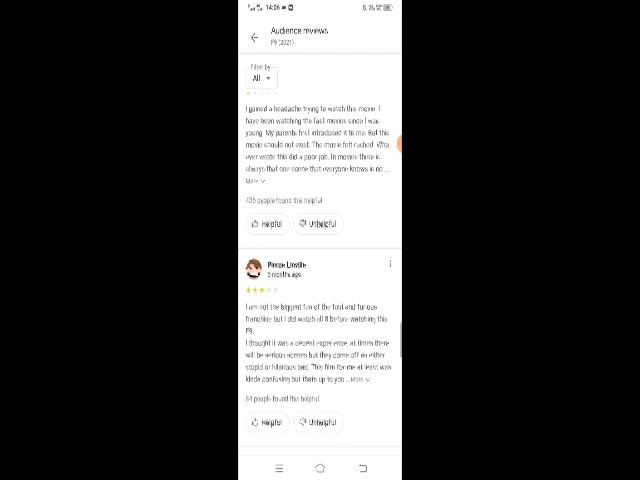 14:06
Audience reviews
F9 (2021)
Filter by
All
I gained a headache trying to watch this movie. I
have been watching the fast movies since I was
young. My parents first introduced it to me. But this
movie should not exist. The movie felt rushed. Who
ever wrote this did a poor job. In movies there is
always that one scene that everyone knows in no ...
More
people found this helpful
Helpful
Unhelpful
5 months ago
I am not the biggest fan of the fast and furious
franchise but I did watch all 8 before watching this
F9.
I thought it was a decent experience, at times there
will be serious scenes but they come off as either
stupid or hilarious bad. This film for me at least was
kinda confusing but thats up to you ... More
84 people found this helpful
Helpful
Unhelpful